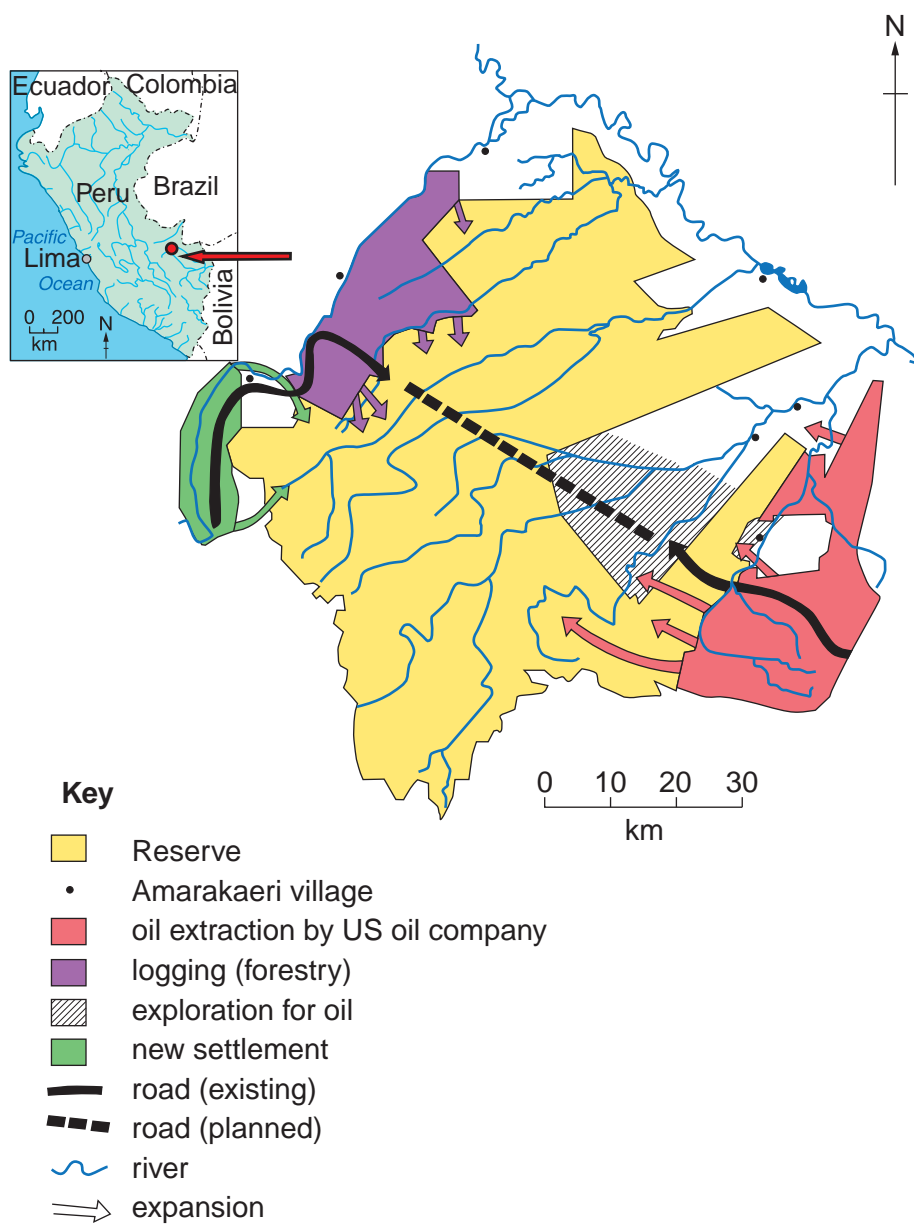 N
Ecuador Colombia
Peru Brazil
Pacific
Lima
Ocean
Bolivia
0 200
km
N
0 10 20 30
km
Key
Reserve
Amarakaeri village
oil extraction by US oil company
logging (forestry)
exploration for oil
new settlement
road (existing)
road (planned)
river
expansion